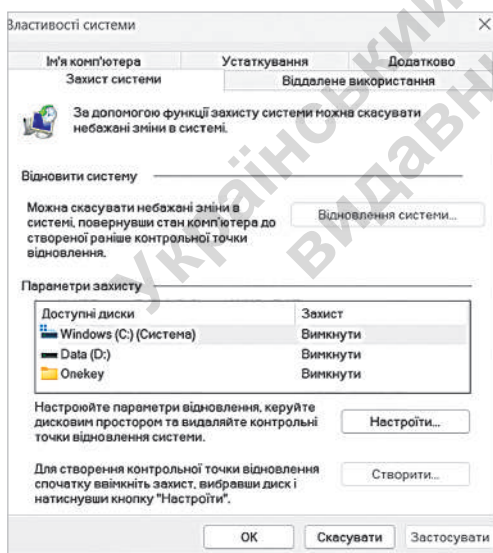 Властивості системи
Ім'я комп'ютера
Устаткування
Додатково
Захист системи
Віддалене використання
За допомогою функції захисту системи можна скасувати
небажані зміни в системі.
Відновити систему
Можна скасувати небажані зміни в
системі, повернувши стан комп'ютера до
створеної раніше контрольної точки
відновлення.
Відновлення системи...
Параметри захисту
Доступні диски Захист
Windows (C:) (Система) Вимкнути
Data (D:) Вимкнути
Onekey Вимкнути
Настроюйте параметри відновлення, керуйте
дисковим простором та видаляйте контрольні
точки відновлення системи.
Настроїти...
Для створення контрольної точки відновлення
спочатку ввімкніть захист, вибравши диск і
натиснувши кнопку "Настроїти".
Створити...
ОК Скасувати Застосувати
Український